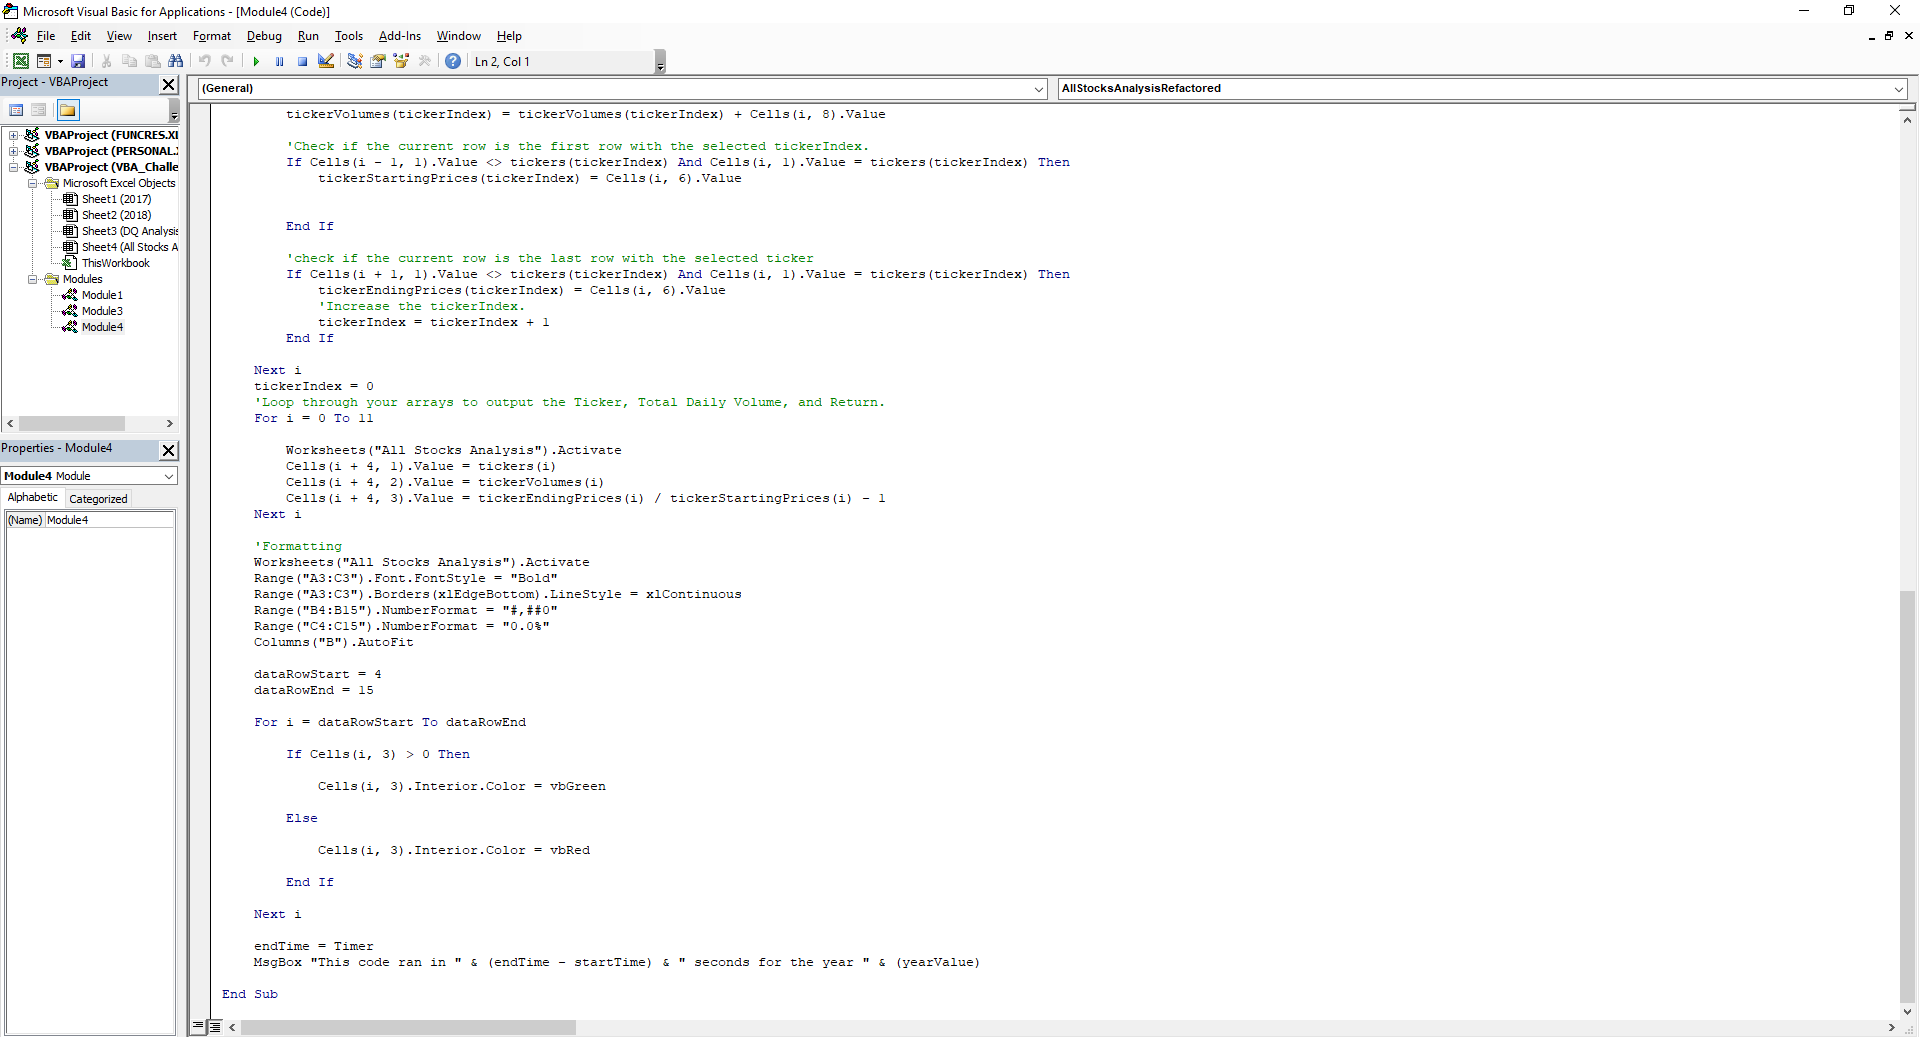 Microsoft Visual Basic for Applications - [Module4 (Code)]
File Edit View Insert Format Debug Run Tools Add-Ins Window Help
Ln 2, Col 1
Project - VBAProject
VBAProject (FUNCRES.XL
VBAProject (PERSONAL.X
VBAProject (VBA_Challe
Microsoft Excel Objects
Sheet1 (2017)
Sheet2 (2018)
Sheet3 (DQ Analysis
Sheet4 (All Stocks A
ThisWorkbook
Modules
Module1
Module3
Module4
Properties - Module4
Module4 Module
Alphabetic Categorized
(Name) Module4
(General) AllStocksAnalysisRefactored
tickerVolumes(tickerIndex) = tickerVolumes(tickerIndex) + Cells(i, 8).Value
'Check if the current row is the first row with the selected tickerIndex.
If Cells(i - 1, 1).Value <> tickers(tickerIndex) And Cells(i, 1).Value = tickers(tickerIndex) Then
tickerStartingPrices(tickerIndex) = Cells(i, 6).Value
End If
'check if the current row is the last row with the selected ticker
If Cells(i + 1, 1).Value <> tickers(tickerIndex) And Cells(i, 1).Value = tickers(tickerIndex) Then
tickerEndingPrices(tickerIndex) = Cells(i, 6).Value
'Increase the tickerIndex.
tickerIndex = tickerIndex + 1
End If
Next i
tickerIndex = 0
'Loop through your arrays to output the Ticker, Total Daily Volume, and Return.
For i = 0 To 11
Worksheets("All Stocks Analysis").Activate
Cells(i + 4, 1).Value = tickers(i)
Cells(i + 4, 2).Value = tickerVolumes(i)
Cells(i + 4, 3).Value = tickerEndingPrices(i) / tickerStartingPrices(i) - 1
Next i
'Formatting
Worksheets("All Stocks Analysis").Activate
Range("A3:C3").Font.FontStyle = "Bold"
Range("A3:C3").Borders(xlEdgeBottom).LineStyle = xlContinuous
Range("B4:B15").NumberFormat = "#,##0"
Range("C4:C15").NumberFormat = "0.0%"
Columns("B").AutoFit
dataRowStart = 4
dataRowEnd = 15
For i = dataRowStart To dataRowEnd
If Cells(i, 3) > 0 Then
Cells(i, 3).Interior.Color = vbGreen
Else
Cells(i, 3).Interior.Color = vbRed
End If
Next i
endTime = Timer
MsgBox "This code ran in " & (endTime - startTime) & " seconds for the year " & (yearValue)
End Sub